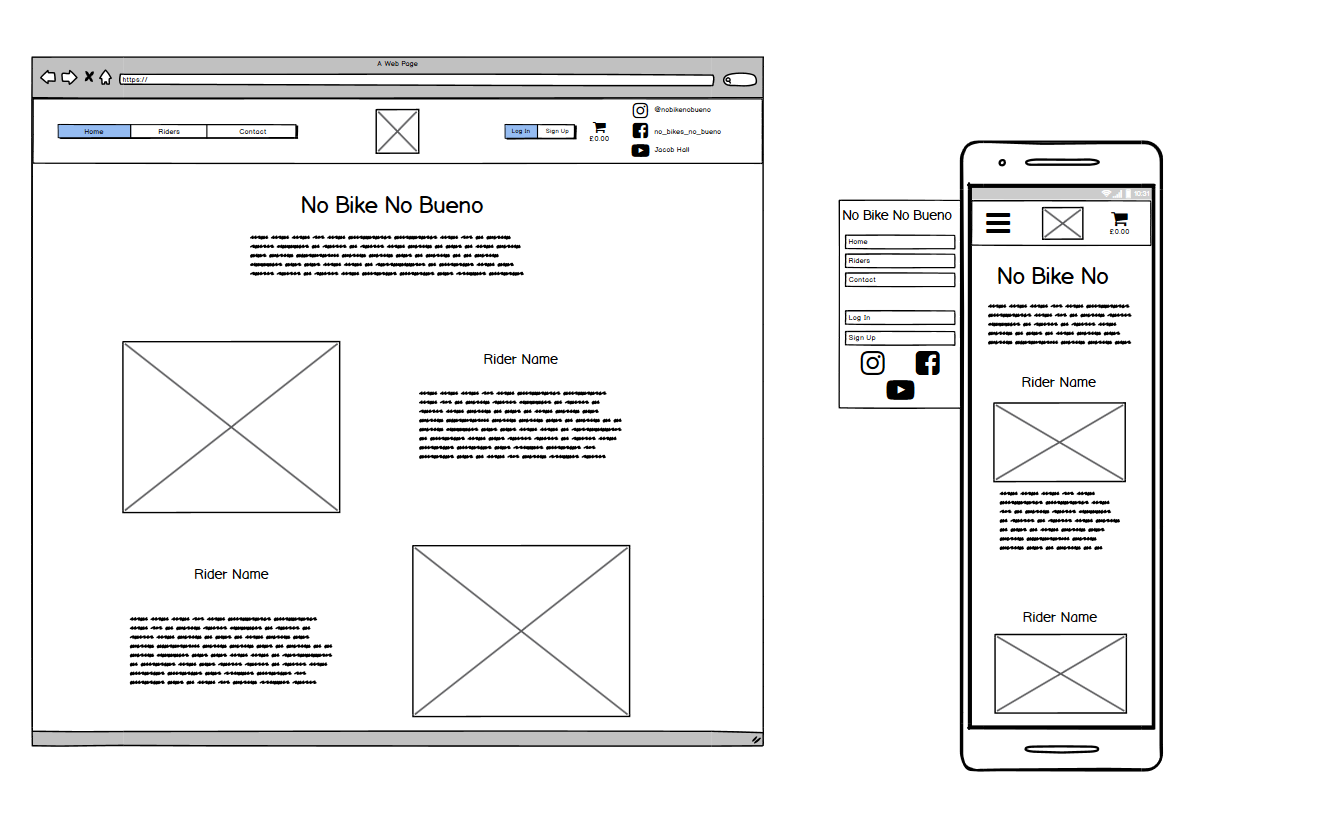 A Web Page
https://
Home Riders Contact
Log In Sign Up
£0.00
@nobikenobueno
no_bikes_no_bueno
Jacob Hall
No Bike No Bueno
Rider Name
Rider Name
No Bike No Bueno
Home
Riders
Contact
Log In
Sign Up
10:21
£0.00
No Bike No
Rider Name
Rider Name